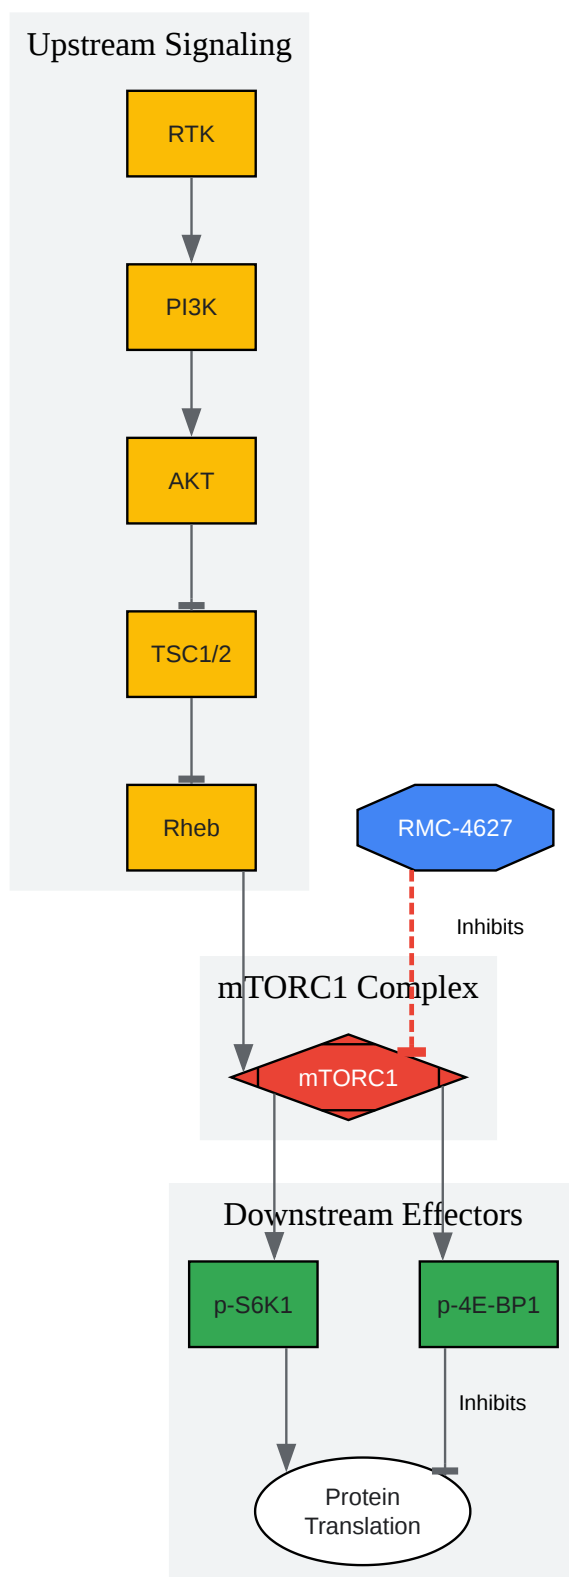 Upstream Signaling
RTK
PI3K
AKT
TSC1/2
Rheb
RMC-4627
Inhibits
mTORC1 Complex
mTORC1
Downstream Effectors
p-S6K1
p-4E-BP1
Inhibits
Protein
Translation